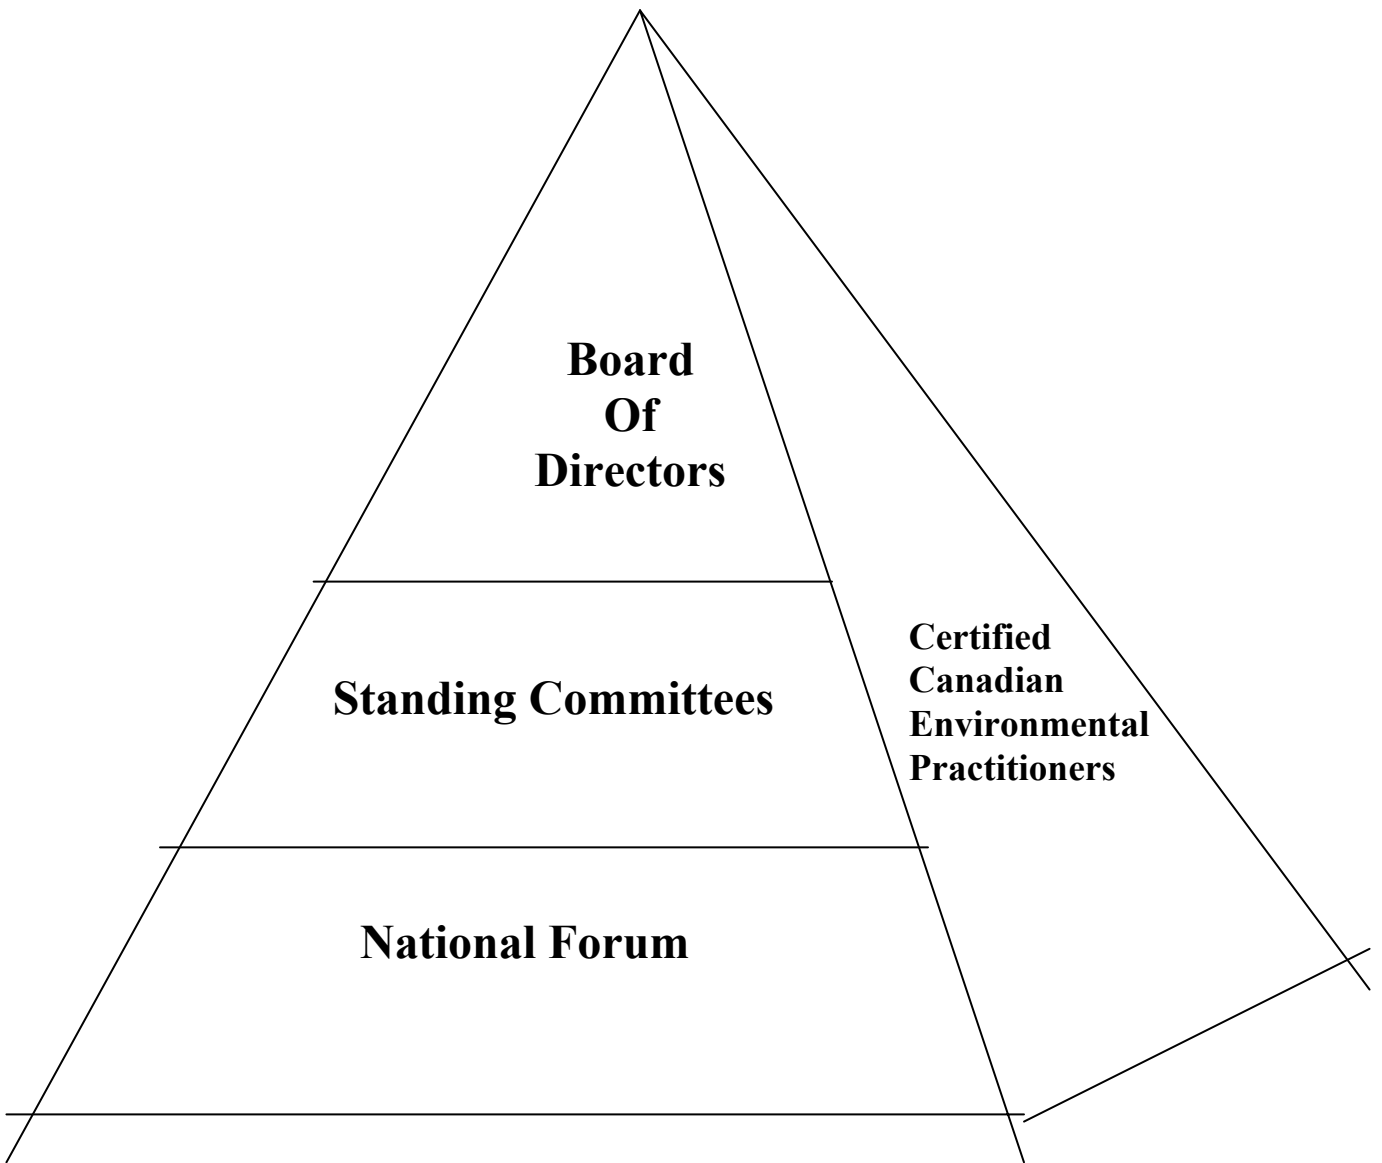 Board
Of
Directors
Standing Committees
Certified
Canadian
Environmental
Practitioners
National Forum